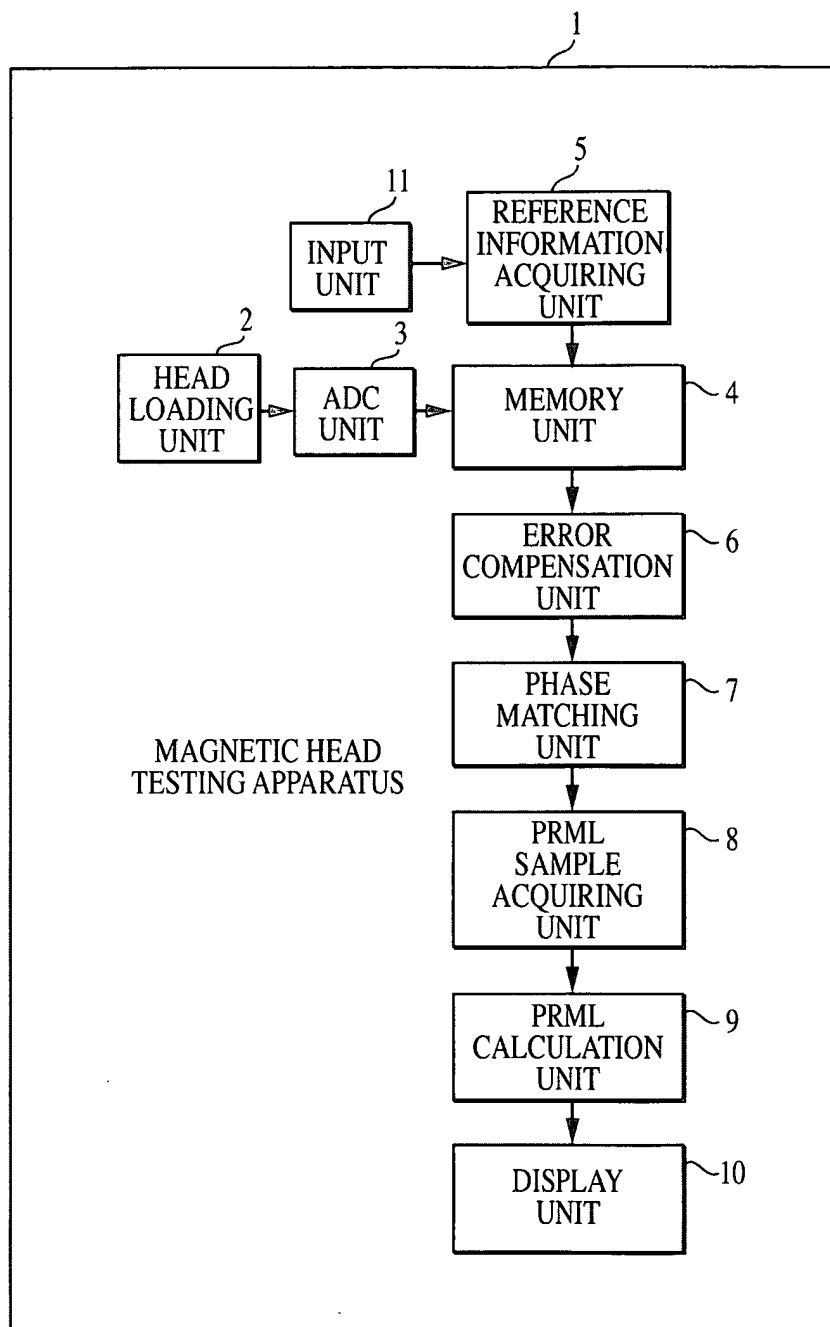 1
5
11
REFERENCE
INFORMATION
ACQUIRING
UNIT
INPUT
UNIT
2
3
HEAD
LOADING
UNIT
ADC
UNIT
MEMORY
UNIT
4
ERROR
COMPENSATION
UNIT
6
PHASE
MATCHING
UNIT
7
MAGNETIC HEAD
TESTING APPARATUS
PRML
SAMPLE
ACQUIRING
UNIT
8
PRML
CALCULATION
UNIT
9
DISPLAY
UNIT
10